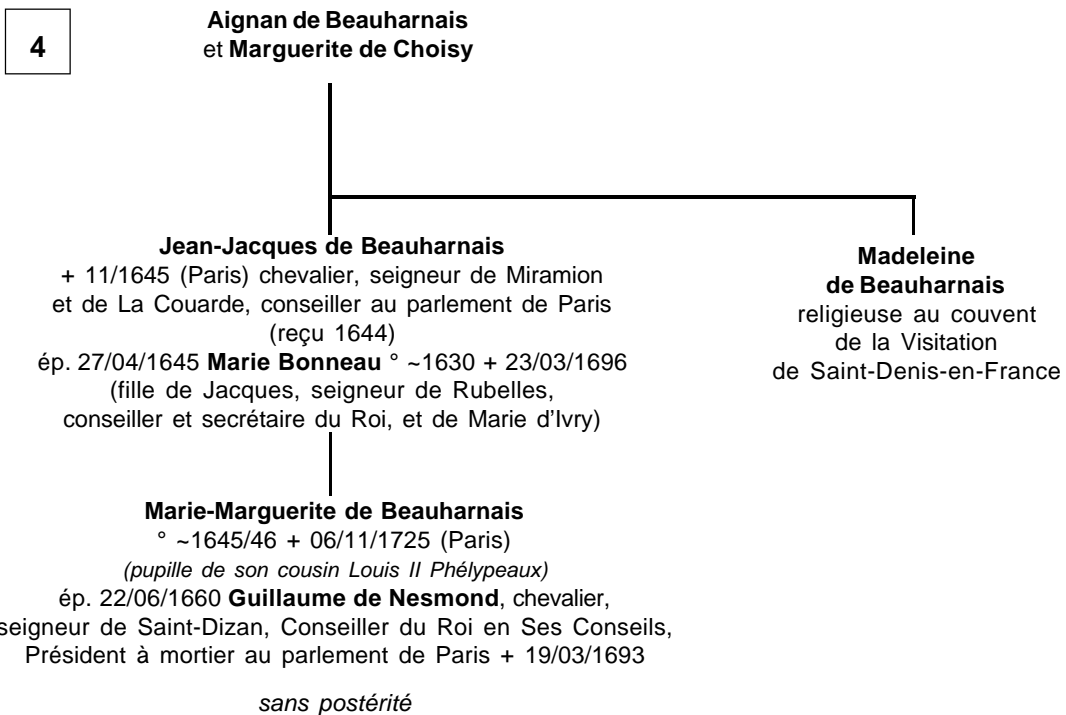 4
Aignan de Beauharnais
et Marguerite de Choisy
Jean-Jacques de Beauharnais
+ 11/1645 (Paris) chevalier, seigneur de Miramion
et de La Couarde, conseiller au parlement de Paris
(reçu 1644)
ép. 27/04/1645 Marie Bonneau ° ~1630 + 23/03/1696
(fille de Jacques, seigneur de Rubelles,
conseiller et secrétaire du Roi, et de Marie d'Ivry)
Madeleine
de Beauharnais
religieuse au couvent
de la Visitation
de Saint-Denis-en-France
Marie-Marguerite de Beauharnais
° ~1645/46 + 06/11/1725 (Paris)
(pupille de son cousin Louis II Phélypeaux)
ép. 22/06/1660 Guillaume de Nesmond, chevalier,
seigneur de Saint-Dizan, Conseiller du Roi en Ses Conseils,
Président à mortier au parlement de Paris + 19/03/1693
sans postérité